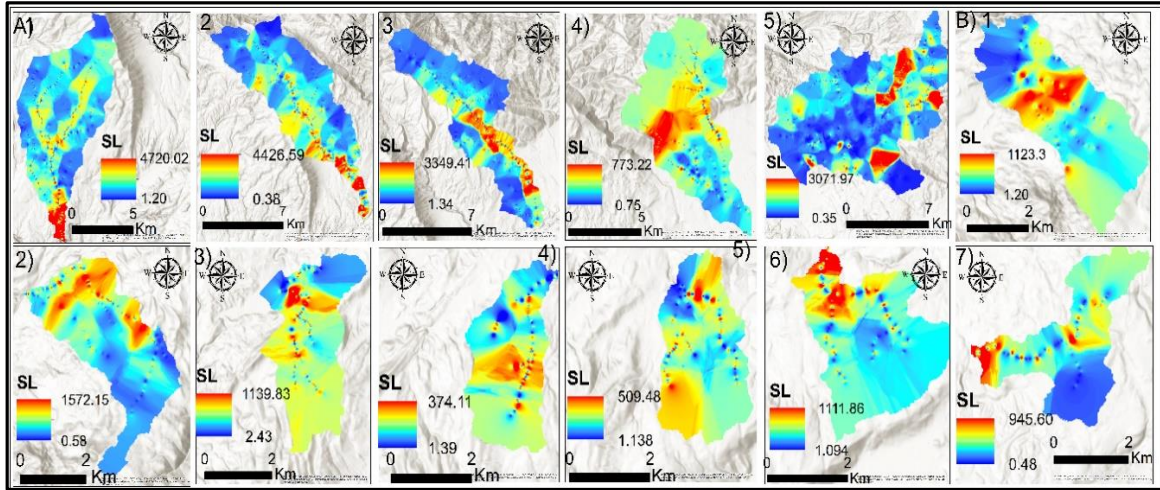 A)
N
W E
S
SL
4720.02
1.20
0 5
Km
2
N
W E
S
SL
4426.59
0.38
0 7
Km
3
N
W E
S
SL
3349.41
1.34
0 7
Km
4)
N
W E
S
SL
773.22
0.75
0 5
Km
5)
N
W E
S
SL
3071.97
0.35
0 7
Km
B) 1
N
W E
S
SL
1123.3
1.20
0 2
Km
2)
N
W E
S
SL
1572.15
0.58
0 2
Km
3)
N
W E
S
SL
1139.83
2.43
0 2
Km
4)
N
W E
S
SL
374.11
1.39
0 2
Km
5)
N
W E
S
SL
509.48
1.138
0 2
Km
6)
N
W E
S
SL
1111.86
1.094
0 2
Km
7)
N
W E
S
SL
945.60
0.48
0 2
Km